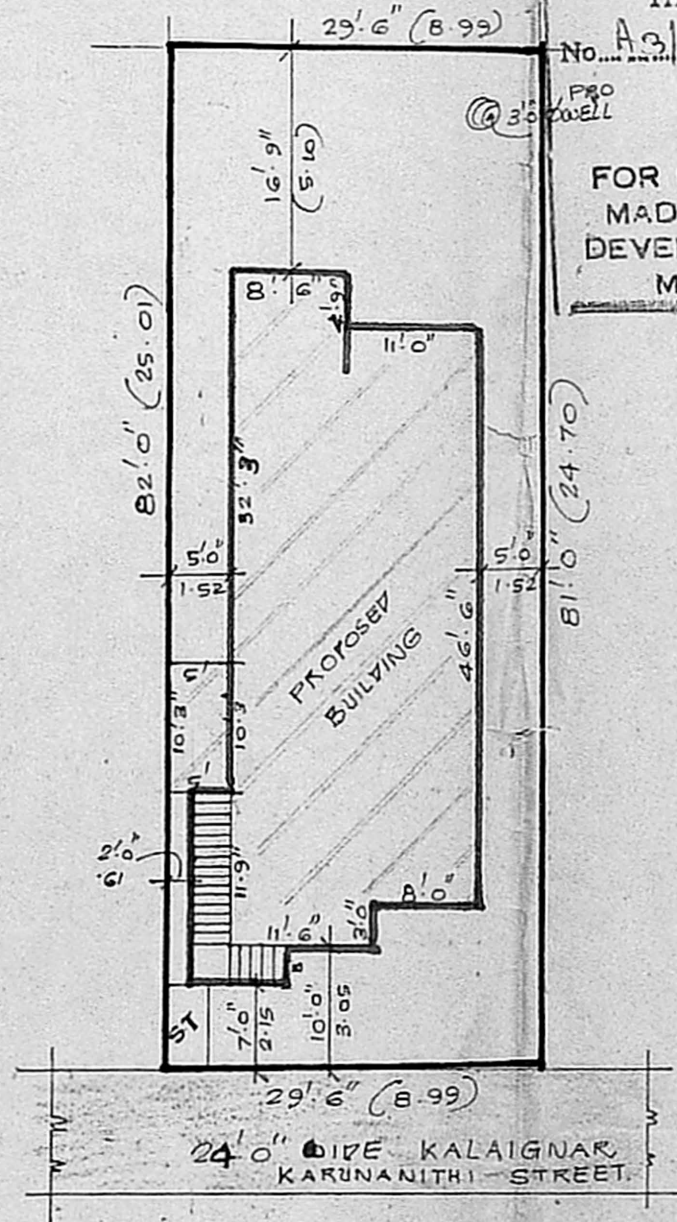 29'-6" (8.99)
No. A3
PRO
3'0" WELL
FOR
MAD
DEVE
M
16'-9"
(5.10)
8'-6"
4'-9"
11'-0"
82'-0" (25.01)
32'-3"
81'-0" (24.70)
5'-0"
1.52
5'-0"
1.52
46'-6"
PROPOSED
BUILDING
5'
10'-3"
10'-3
5'
2'-0"
.61
11'-9"
8'-0"
3'-0"
11'-6"
ST
7'-0"
2.15
10'-0"
3.05
29'-6" (8.99)
24'-0" WIDE KALAIGNAR
KARUNANITHI STREET.